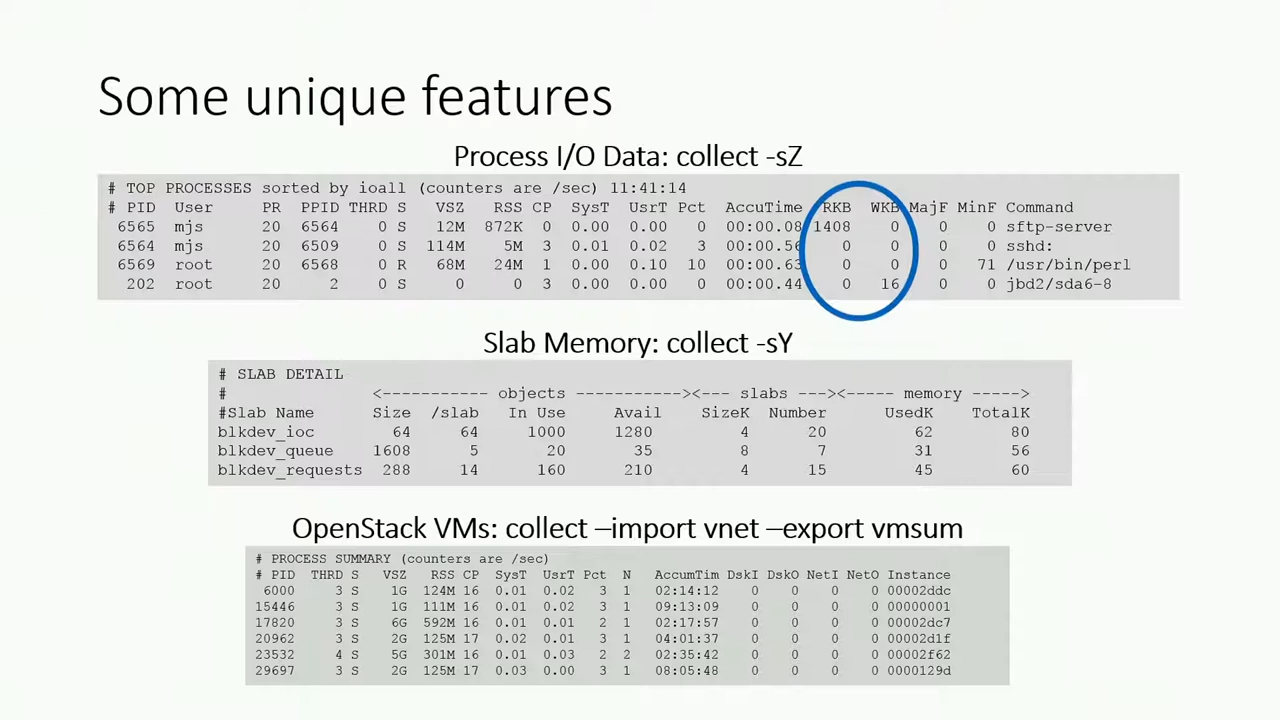 Some unique features
Process I/O Data: collect -sZ
# TOP PROCESSES sorted by ioall (counters are /sec) 11:41:14
# PID User PR PPID THRD S VSZ RSS CP SysT UsrT Pct AccuTime RKB WKB MajF MinF Command
6565 mjs 20 6564 0 S 12M 872K 0 0.00 0.00 0 00:00.08 1408 0 0 0 sftp-server
6564 mjs 20 6509 0 S 114M 5M 3 0.01 0.02 3 00:00.56 0 0 0 0 sshd:
6569 root 20 6568 0 R 68M 24M 1 0.00 0.10 10 00:00.63 0 0 0 71 /usr/bin/perl
202 root 20 2 0 S 0 0 3 0.00 0.00 0 00:00.44 0 16 0 0 jbd2/sda6-8
Slab Memory: collect -sY
# SLAB DETAIL
# <----------- objects -----------><--- slabs ---><----- memory ----->
#Slab Name Size /slab In Use Avail SizeK Number UsedK TotalK
blkdev_ioc 64 64 1000 1280 4 20 62 80
blkdev_queue 1608 5 20 35 8 7 31 56
blkdev_requests 288 14 160 210 4 15 45 60
OpenStack VMs: collect –import vnet –export vmsum
# PROCESS SUMMARY (counters are /sec)
# PID THRD S VSZ RSS CP SysT UsrT Pct N AccumTim DskI DskO NetI NetO Instance
6000 3 S 1G 124M 16 0.01 0.02 3 1 02:14:12 0 0 0 0 00002ddc
15446 3 S 1G 111M 16 0.01 0.02 3 1 09:13:09 0 0 0 0 00000001
17820 3 S 6G 592M 16 0.01 0.01 2 1 02:17:57 0 0 0 0 00002dc7
20962 3 S 2G 125M 17 0.02 0.01 3 1 04:01:37 0 0 0 0 00002d1f
23532 4 S 5G 301M 16 0.01 0.03 2 2 02:35:42 0 0 0 0 00002f62
29697 3 S 2G 125M 17 0.03 0.00 3 1 08:05:48 0 0 0 0 0000129d